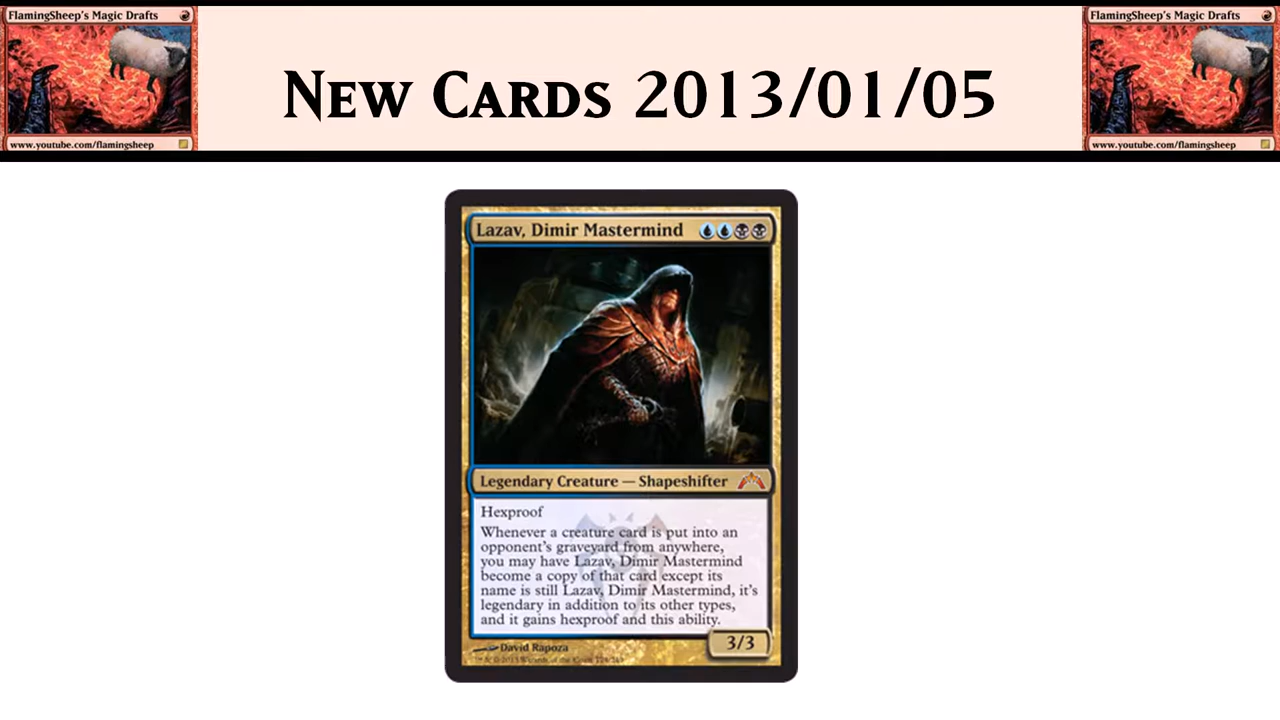 FlamingSheep's Magic Drafts
www.youtube.com/flamingsheep
New Cards 2013/01/05
FlamingSheep's Magic Drafts
www.youtube.com/flamingsheep
Lazav, Dimir Mastermind
Legendary Creature — Shapeshifter
Hexproof
Whenever a creature card is put into an
opponent's graveyard from anywhere,
you may have Lazav, Dimir Mastermind
become a copy of that card except its
name is still Lazav, Dimir Mastermind, it's
legendary in addition to its other types,
and it gains hexproof and this ability.
3/3
David Rapoza